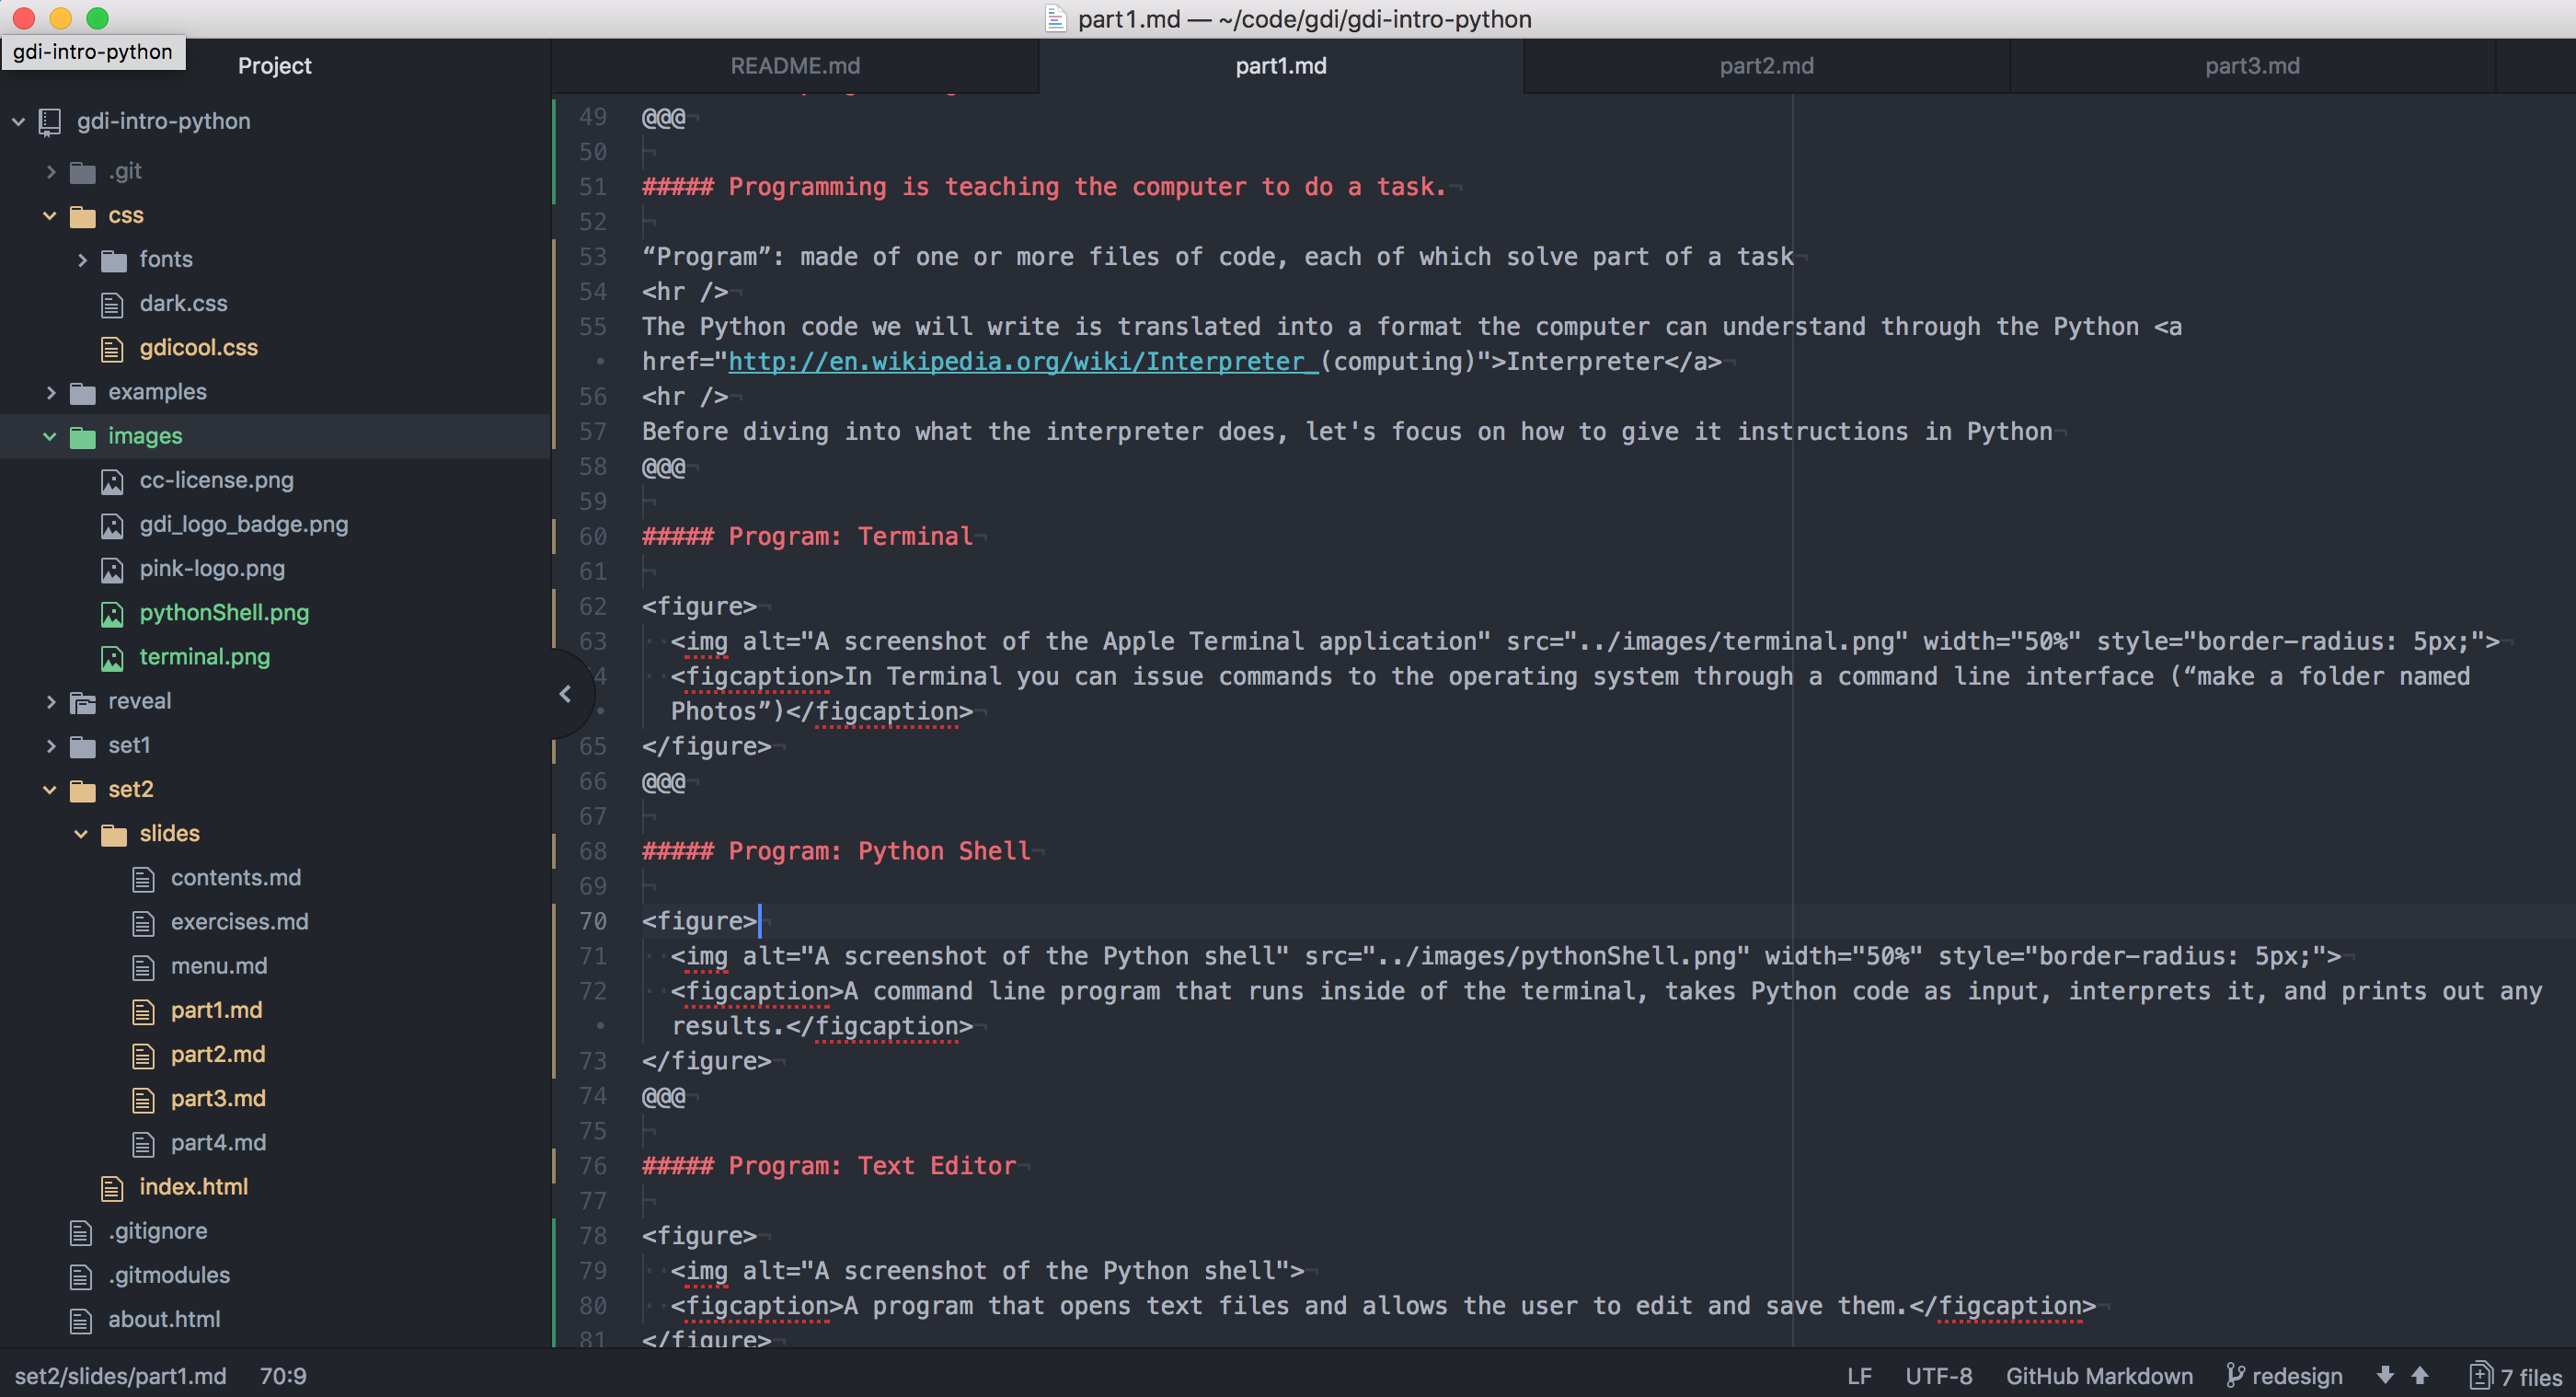 part1.md — ~/code/gdi/gdi-intro-python
gdi-intro-python
Project
README.md
part1.md
part2.md
part3.md
gdi-intro-python
.git
css
fonts
dark.css
gdicool.css
examples
images
cc-license.png
gdi_logo_badge.png
pink-logo.png
pythonShell.png
terminal.png
reveal
set1
set2
slides
contents.md
exercises.md
menu.md
part1.md
part2.md
part3.md
part4.md
index.html
.gitignore
.gitmodules
about.html
49 @@@
50
51 ##### Programming is teaching the computer to do a task.
52
53 “Program”: made of one or more files of code, each of which solve part of a task
54 <hr />
55 The Python code we will write is translated into a format the computer can understand through the Python <a
• href="http://en.wikipedia.org/wiki/Interpreter_(computing)">Interpreter</a>
56 <hr />
57 Before diving into what the interpreter does, let's focus on how to give it instructions in Python
58 @@@
59
60 ##### Program: Terminal
61
62 <figure>
63 <img alt="A screenshot of the Apple Terminal application" src="../images/terminal.png" width="50%" style="border-radius: 5px;">
4 <figcaption>In Terminal you can issue commands to the operating system through a command line interface (“make a folder named
• Photos”)</figcaption>
65 </figure>
66 @@@
67
68 ##### Program: Python Shell
69
70 <figure>
71 <img alt="A screenshot of the Python shell" src="../images/pythonShell.png" width="50%" style="border-radius: 5px;">
72 <figcaption>A command line program that runs inside of the terminal, takes Python code as input, interprets it, and prints out any
• results.</figcaption>
73 </figure>
74 @@@
75
76 ##### Program: Text Editor
77
78 <figure>
79 <img alt="A screenshot of the Python shell">
80 <figcaption>A program that opens text files and allows the user to edit and save them.</figcaption>
81 </figure>
set2/slides/part1.md 70:9
LF UTF-8 GitHub Markdown redesign 7 files